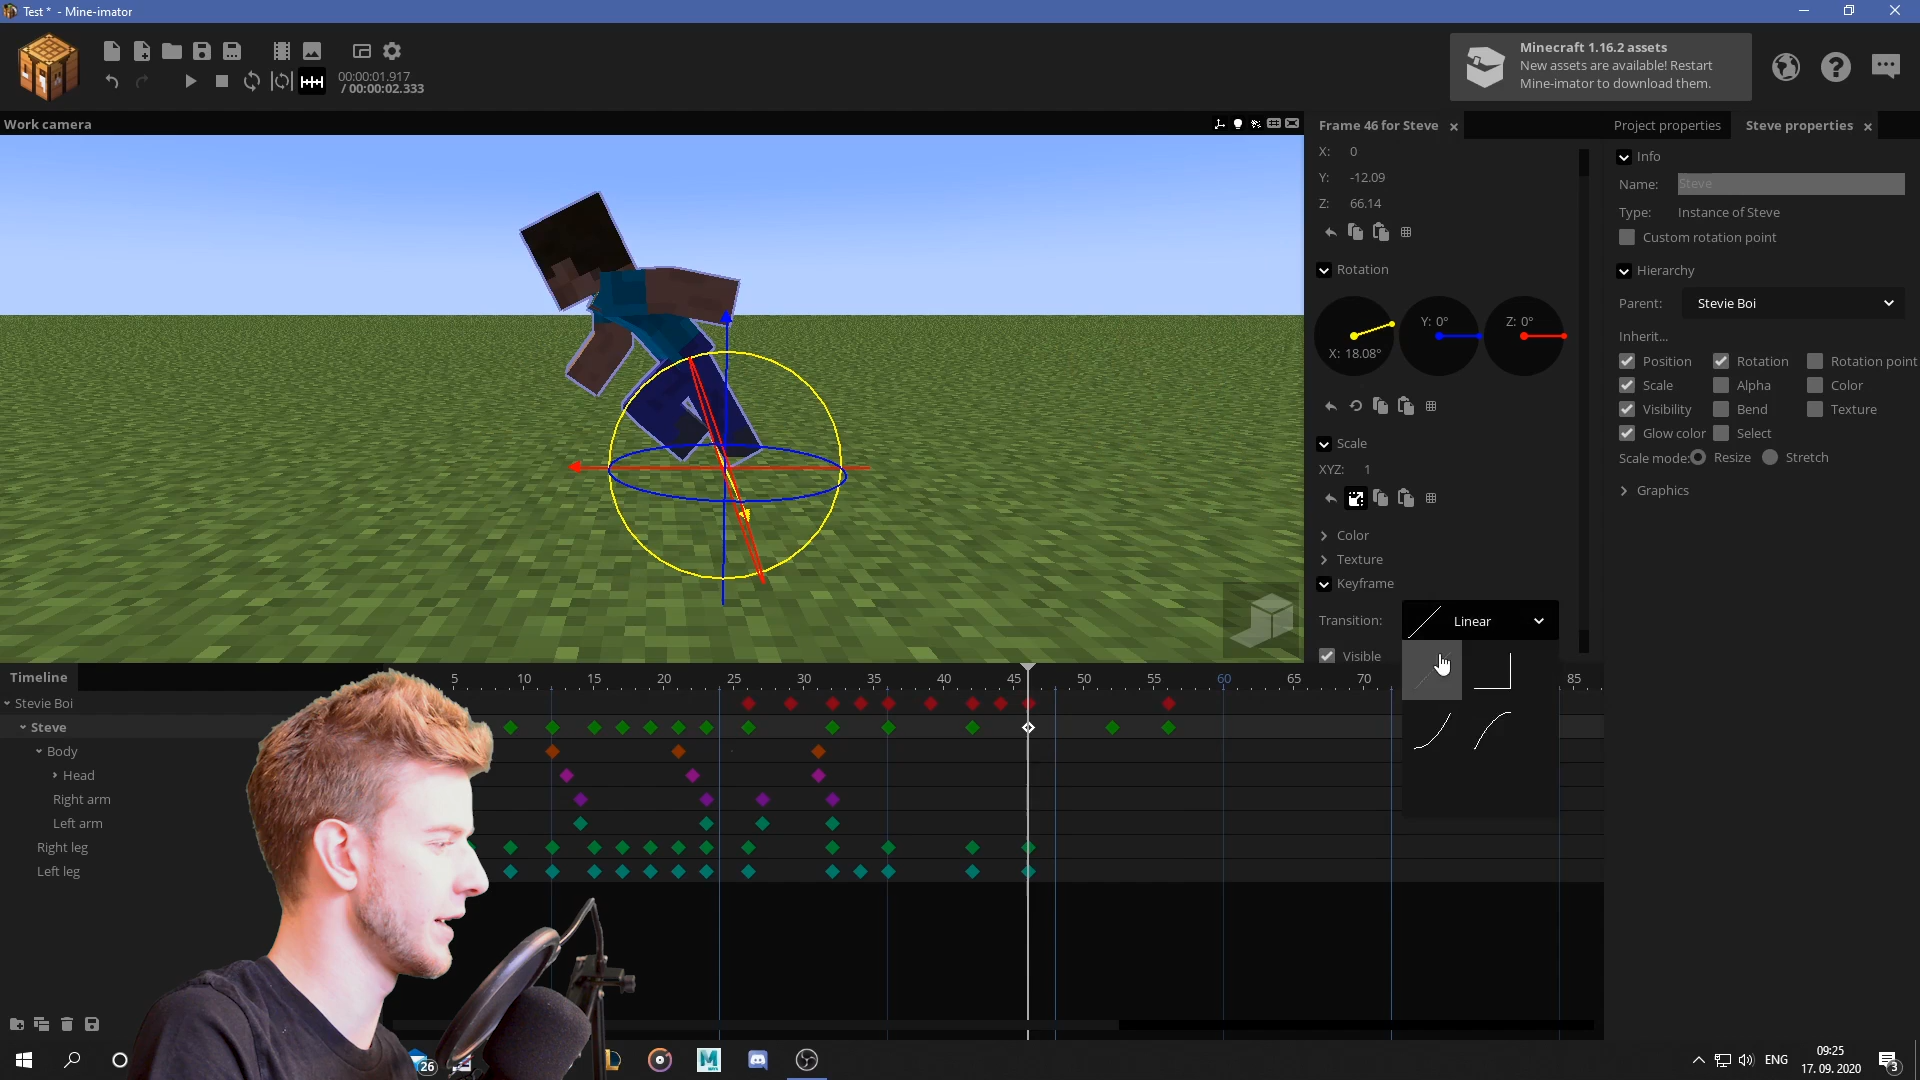 Test * - Mine-imator
00:00:01.917
/ 00:00:02.333
Minecraft 1.16.2 assets
New assets are available! Restart
Mine-imator to download them.
Work camera
Frame 46 for Steve
X: 0
Y: -12.09
Z: 66.14
Rotation
X: 18.08°
Y: 0°
Z: 0°
Scale
XYZ: 1
Color
Texture
Keyframe
Transition: Linear
Visible
Project properties
Steve properties
Info
Name: Steve
Type: Instance of Steve
Custom rotation point
Hierarchy
Parent: Stevie Boi
Inherit...
Position Rotation Rotation point
Scale Alpha Color
Visibility Bend Texture
Glow color Select
Scale mode: Resize Stretch
Graphics
Timeline
5 10 15 20 25 30 35 40 45 50 55 60 65 70 85
Stevie Boi
Steve
Body
Head
Right arm
Left arm
Right leg
Left leg
26
ENG
09:25
17. 09. 2020
3